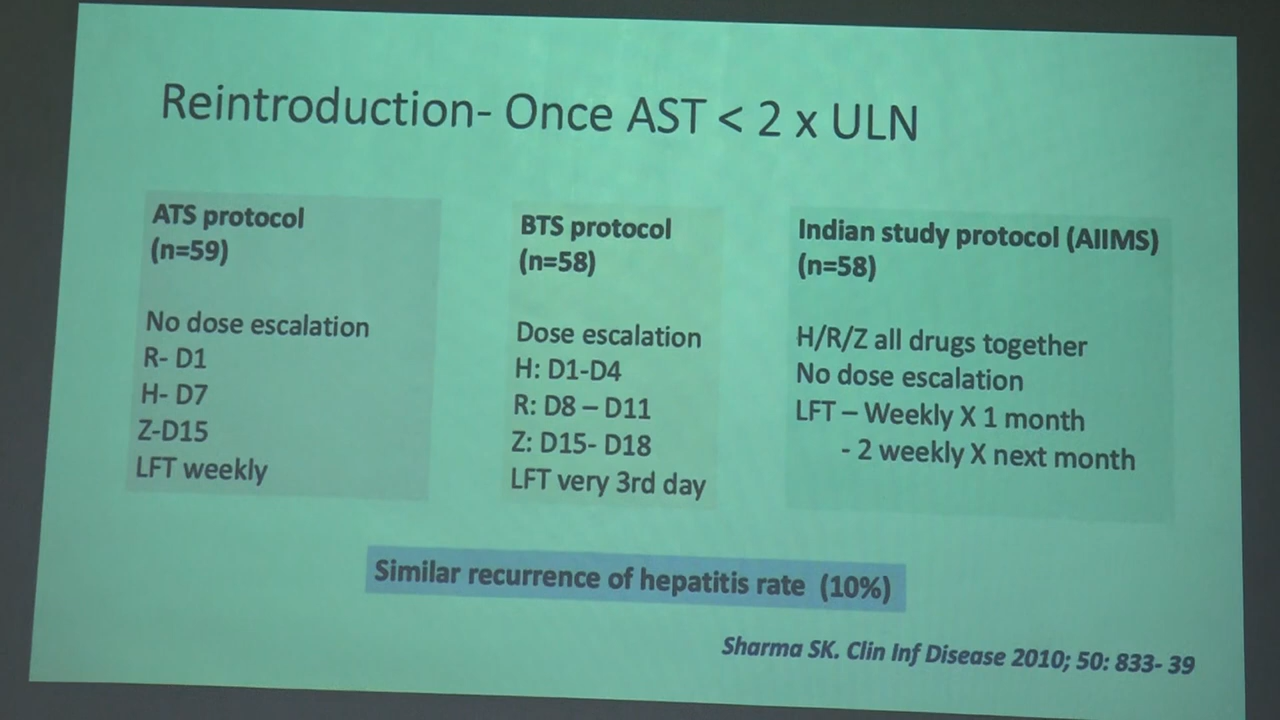 Reintroduction- Once AST < 2 x ULN
ATS protocol
(n=59)
No dose escalation
R- D1
H- D7
Z-D15
LFT weekly
BTS protocol
(n=58)
Dose escalation
H: D1-D4
R: D8 – D11
Z: D15- D18
LFT very 3rd day
Indian study protocol (AIIMS)
(n=58)
H/R/Z all drugs together
No dose escalation
LFT – Weekly X 1 month
- 2 weekly X next month
Similar recurrence of hepatitis rate (10%)
Sharma SK. Clin Inf Disease 2010; 50: 833- 39